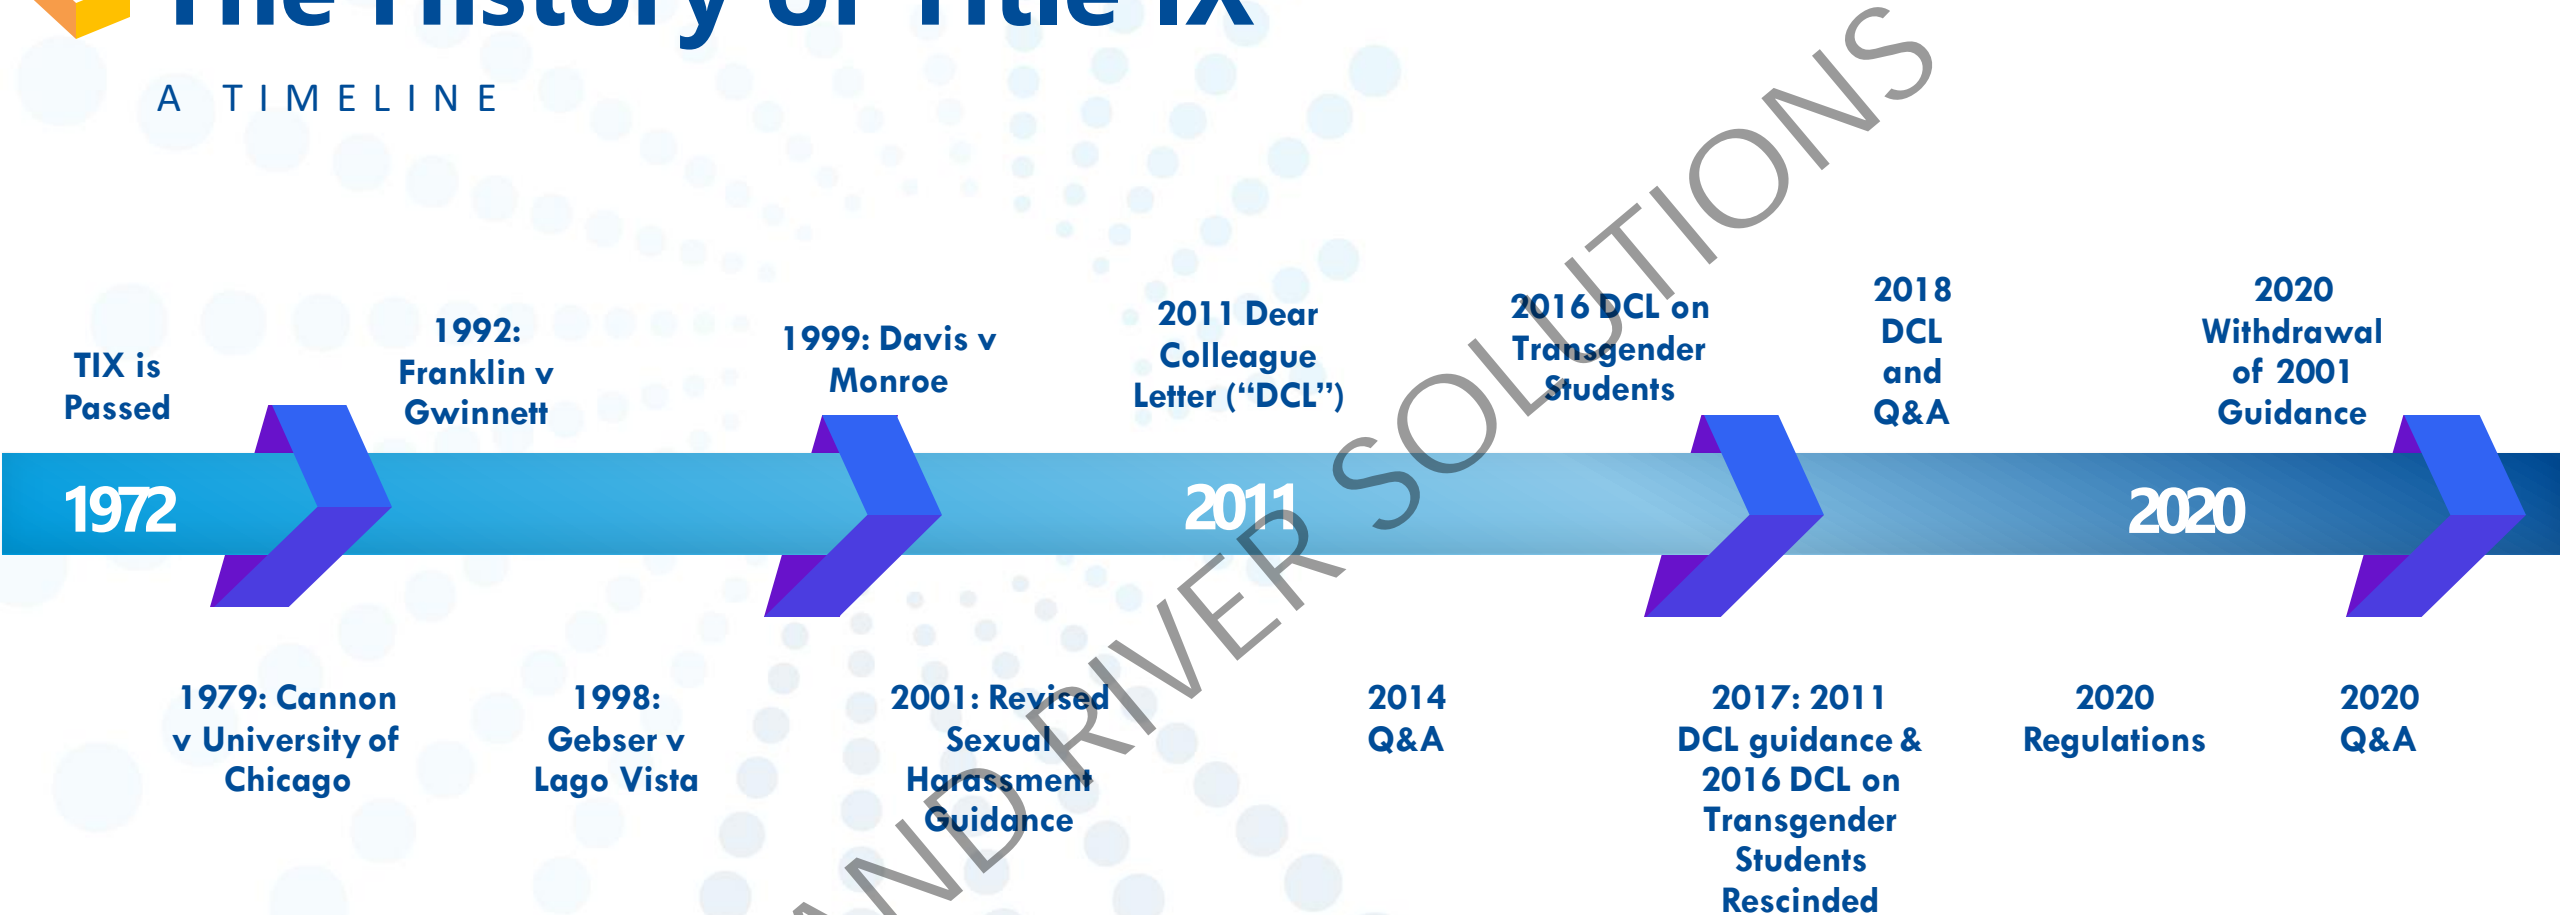 The History of Title IX
A TIMELINE
TIX is
Passed
1992:
Franklin v
Gwinnett
1999: Davis v
Monroe
2011 Dear
Colleague
Letter (“DCL”)
2016 DCL on
Transgender
Students
2018
DCL
and
Q&A
2020
Withdrawal
of 2001
Guidance
1972
2011
2020
1979: Cannon
v University of
Chicago
1998:
Gebser v
Lago Vista
2001: Revised
Sexual
Harassment
Guidance
2014
Q&A
2017: 2011
DCL guidance &
2016 DCL on
Transgender
Students
Rescinded
2020
Regulations
2020
Q&A
AND RIVER SOLUTIONS